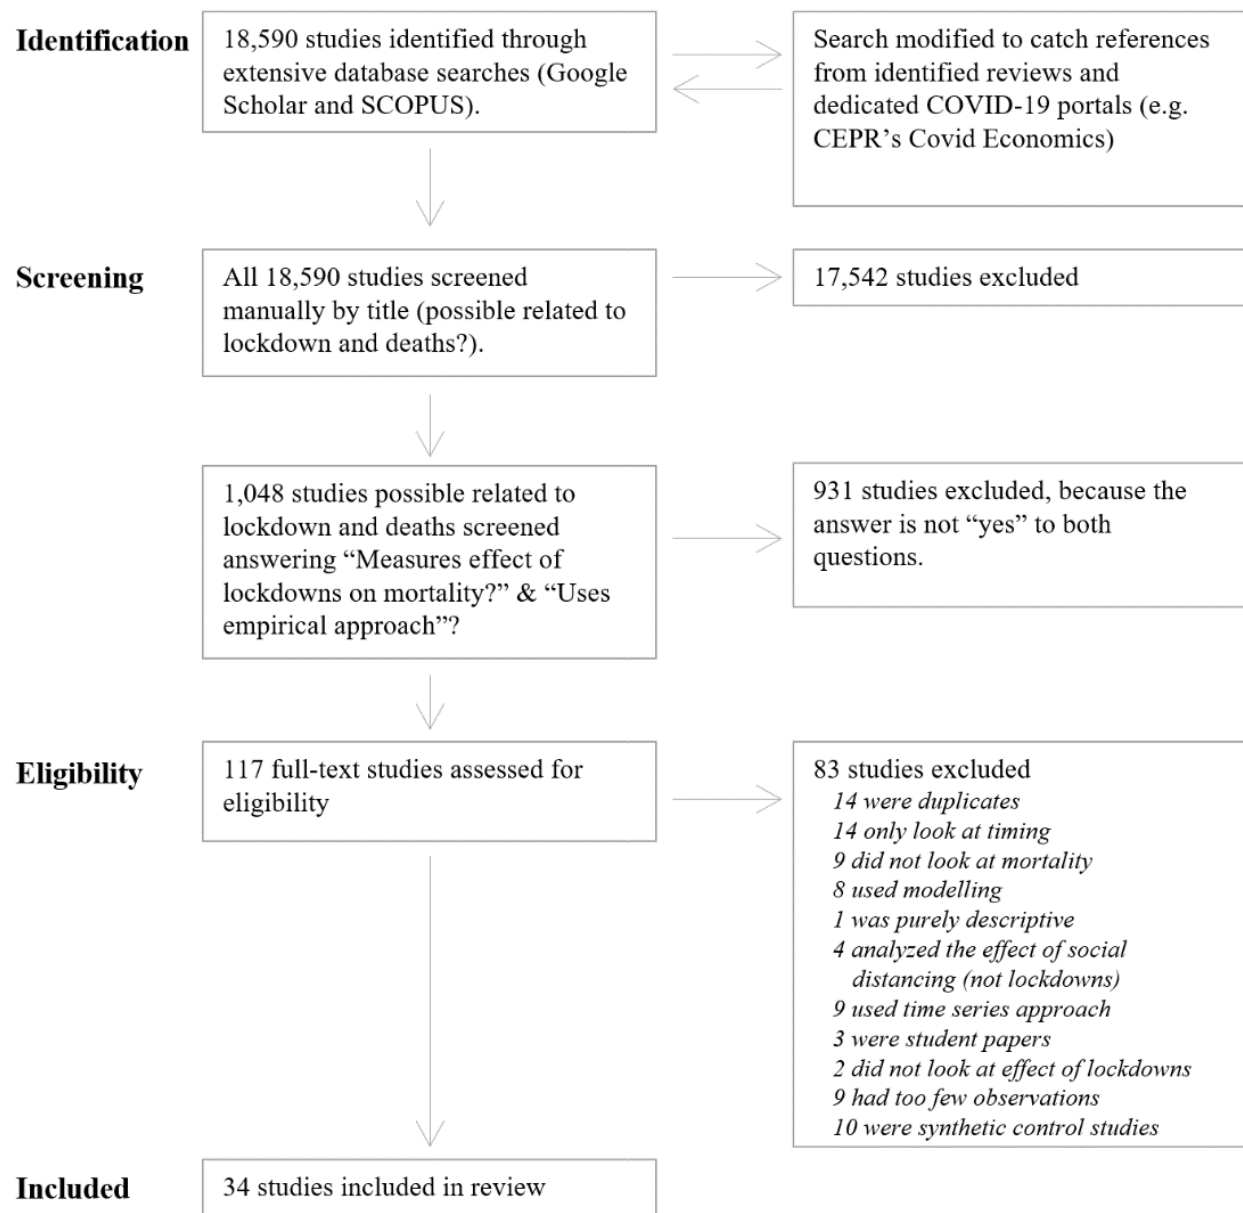 Identification
18,590 studies identified through
extensive database searches (Google
Scholar and SCOPUS).
Search modified to catch references
from identified reviews and
dedicated COVID-19 portals (e.g.
CEPR’s Covid Economics)
Screening
All 18,590 studies screened
manually by title (possible related to
lockdown and deaths?).
17,542 studies excluded
1,048 studies possible related to
lockdown and deaths screened
answering “Measures effect of
lockdowns on mortality?” & “Uses
empirical approach”?
931 studies excluded, because the
answer is not “yes” to both
questions.
Eligibility
117 full-text studies assessed for
eligibility
83 studies excluded
14 were duplicates
14 only look at timing
9 did not look at mortality
8 used modelling
1 was purely descriptive
4 analyzed the effect of social
distancing (not lockdowns)
9 used time series approach
3 were student papers
2 did not look at effect of lockdowns
9 had too few observations
10 were synthetic control studies
Included
34 studies included in review